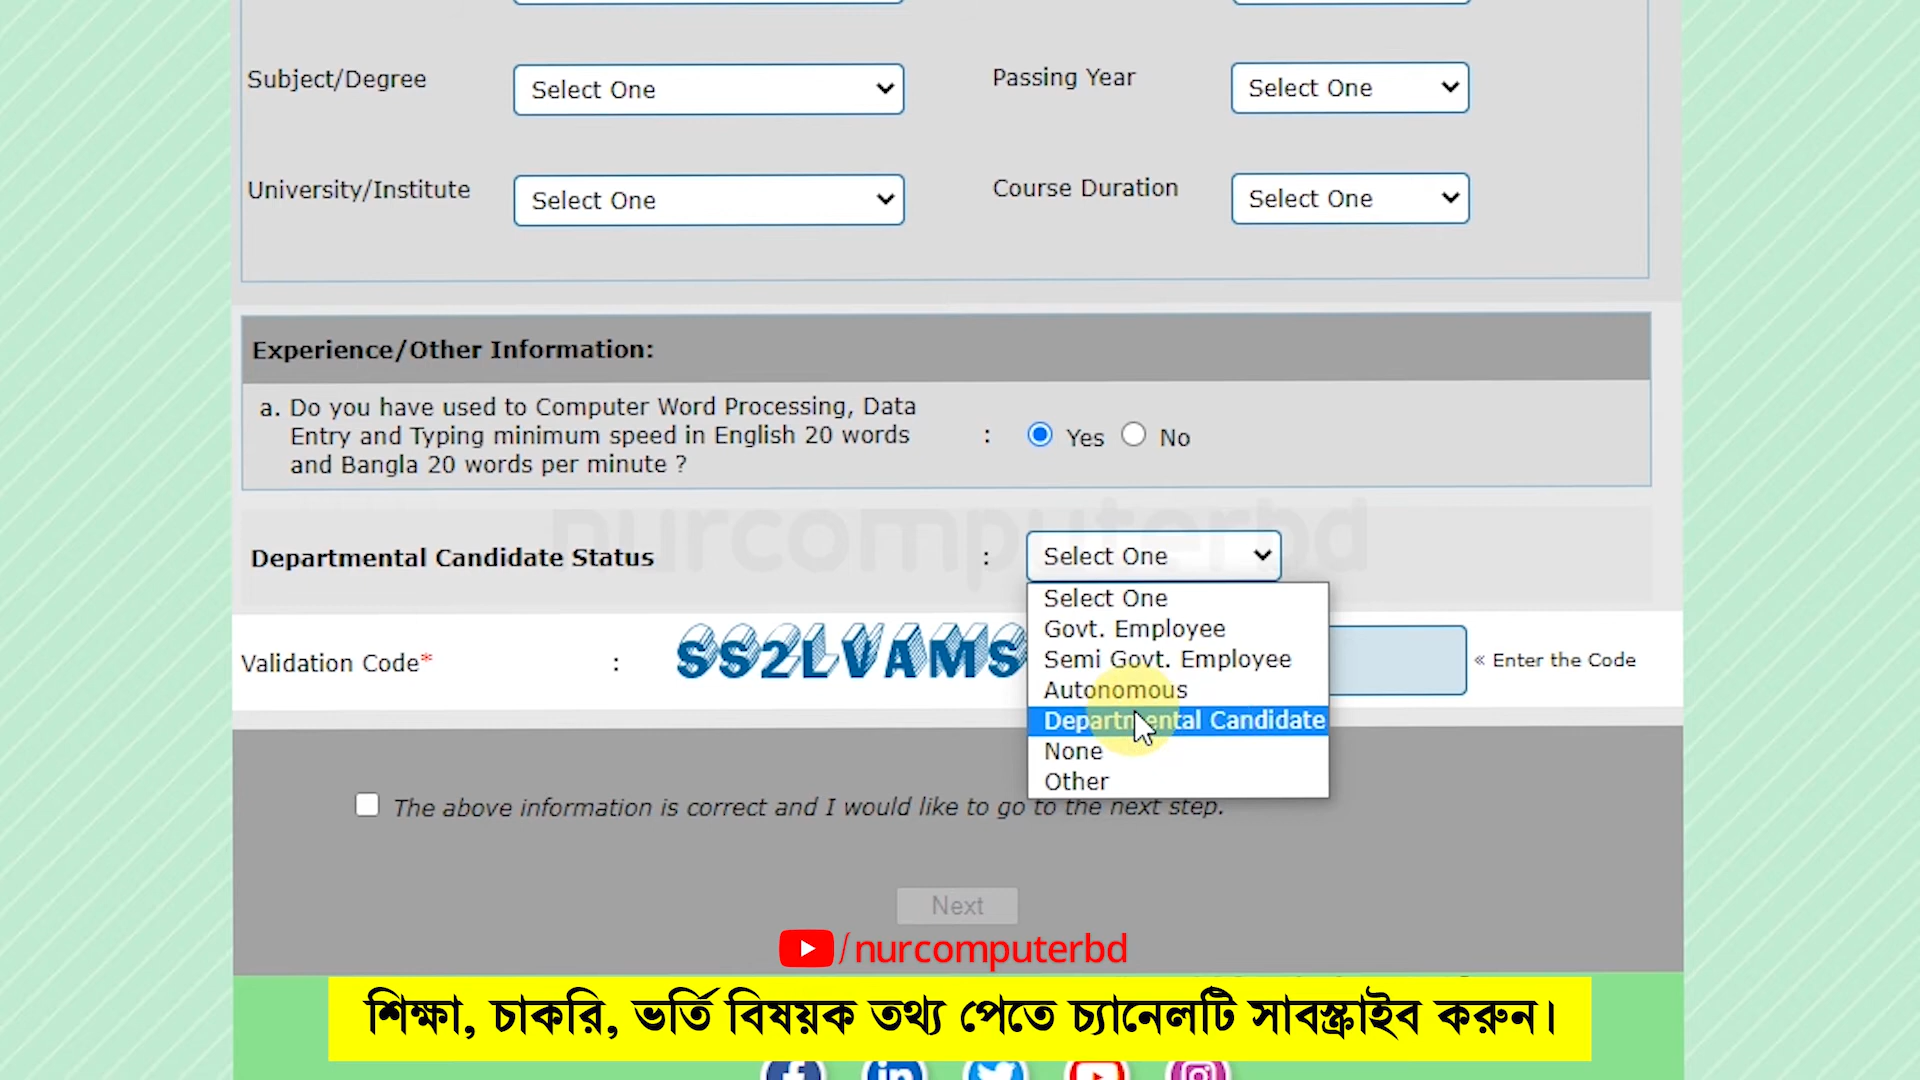 Subject/Degree
Select One
Passing Year
Select One
University/Institute
Select One
Course Duration
Select One
Experience/Other Information:
a. Do you have used to Computer Word Processing, Data
Entry and Typing minimum speed in English 20 words
and Bangla 20 words per minute ?
:
Yes
No
nurcomputerbd
Departmental Candidate Status
:
Select One
Select One
Govt. Employee
Semi Govt. Employee
Autonomous
Departmental Candidate
None
Other
Validation Code*
:
SS2LVAMS
« Enter the Code
The above information is correct and I would like to go to the next step.
Next
/nurcomputerbd
শিক্ষা, চাকরি, ভর্তি বিষয়ক তথ্য পেতে চ্যানেলটি সাবস্ক্রাইব করুন।